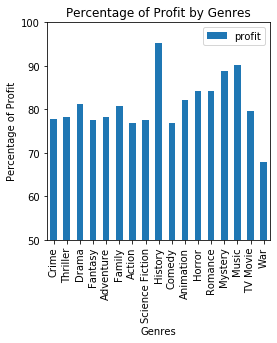 Percentage of Profit by Genres
profit
Percentage of Profit
100
90
80
70
60
50
Crime
Thriller
Drama
Fantasy
Adventure
Family
Action
Science Fiction
History
Comedy
Animation
Horror
Romance
Mystery
Music
TV Movie
War
Genres